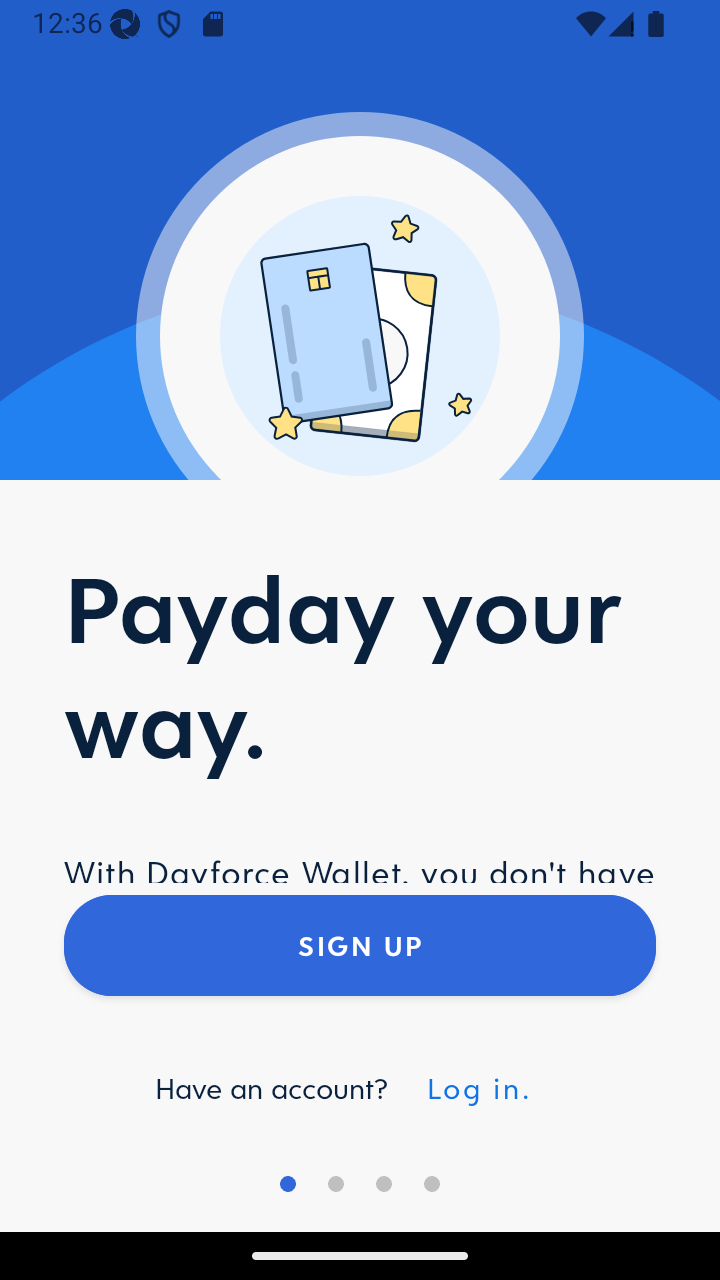 12:36
Payday your
way.
With Dayforce Wallet, you don't have
SIGN UP
Have an account? Log in.